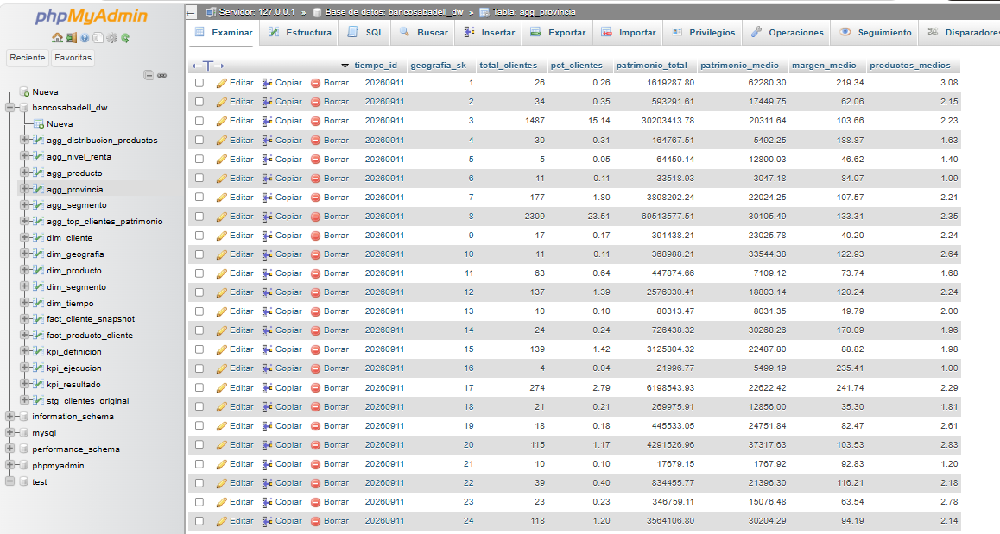 phpMyAdmin
Reciente Favoritas
Nueva
bancosabadell_dw
Nueva
agg_distribucion_productos
agg_nivel_renta
agg_producto
agg_provincia
agg_segmento
agg_top_clientes_patrimonio
dim_cliente
dim_geografia
dim_producto
dim_segmento
dim_tiempo
fact_cliente_snapshot
fact_producto_cliente
kpi_definicion
kpi_ejecucion
kpi_resultado
stg_clientes_original
information_schema
mysql
performance_schema
phpmyadmin
test
Servidor: 127.0.0.1 » Base de datos: bancosabadell_dw » Tabla: agg_provincia
Examinar Estructura SQL Buscar Insertar Exportar Importar Privilegios Operaciones Seguimiento Disparadores
←T→ tiempo_id geografia_sk total_clientes pct_clientes patrimonio_total patrimonio_medio margen_medio productos_medios
Editar Copiar Borrar 20260911 1 26 0.26 1619287.80 62280.30 219.34 3.08
Editar Copiar Borrar 20260911 2 34 0.35 593291.61 17449.75 62.06 2.15
Editar Copiar Borrar 20260911 3 1487 15.14 30203413.78 20311.64 103.66 2.23
Editar Copiar Borrar 20260911 4 30 0.31 164767.51 5492.25 188.87 1.63
Editar Copiar Borrar 20260911 5 5 0.05 64450.14 12890.03 46.62 1.40
Editar Copiar Borrar 20260911 6 11 0.11 33518.93 3047.18 84.07 1.09
Editar Copiar Borrar 20260911 7 177 1.80 3898292.24 22024.25 107.57 2.21
Editar Copiar Borrar 20260911 8 2309 23.51 69513577.51 30105.49 133.31 2.35
Editar Copiar Borrar 20260911 9 17 0.17 391438.21 23025.78 40.20 2.24
Editar Copiar Borrar 20260911 10 11 0.11 368988.21 33544.38 122.93 2.64
Editar Copiar Borrar 20260911 11 63 0.64 447874.66 7109.12 73.74 1.68
Editar Copiar Borrar 20260911 12 137 1.39 2576030.41 18803.14 120.24 2.24
Editar Copiar Borrar 20260911 13 10 0.10 80313.47 8031.35 19.79 2.00
Editar Copiar Borrar 20260911 14 24 0.24 726438.32 30268.26 170.09 1.96
Editar Copiar Borrar 20260911 15 139 1.42 3125804.32 22487.80 88.82 1.98
Editar Copiar Borrar 20260911 16 4 0.04 21996.77 5499.19 235.41 1.00
Editar Copiar Borrar 20260911 17 274 2.79 6198543.93 22622.42 241.74 2.29
Editar Copiar Borrar 20260911 18 21 0.21 269975.91 12856.00 35.30 1.81
Editar Copiar Borrar 20260911 19 18 0.18 445533.05 24751.84 82.47 2.61
Editar Copiar Borrar 20260911 20 115 1.17 4291526.96 37317.63 103.53 2.83
Editar Copiar Borrar 20260911 21 10 0.10 17679.15 1767.92 92.83 1.20
Editar Copiar Borrar 20260911 22 39 0.40 834455.77 21396.30 116.21 2.18
Editar Copiar Borrar 20260911 23 23 0.23 346759.11 15076.48 63.54 2.78
Editar Copiar Borrar 20260911 24 118 1.20 3564106.80 30204.29 94.19 2.14